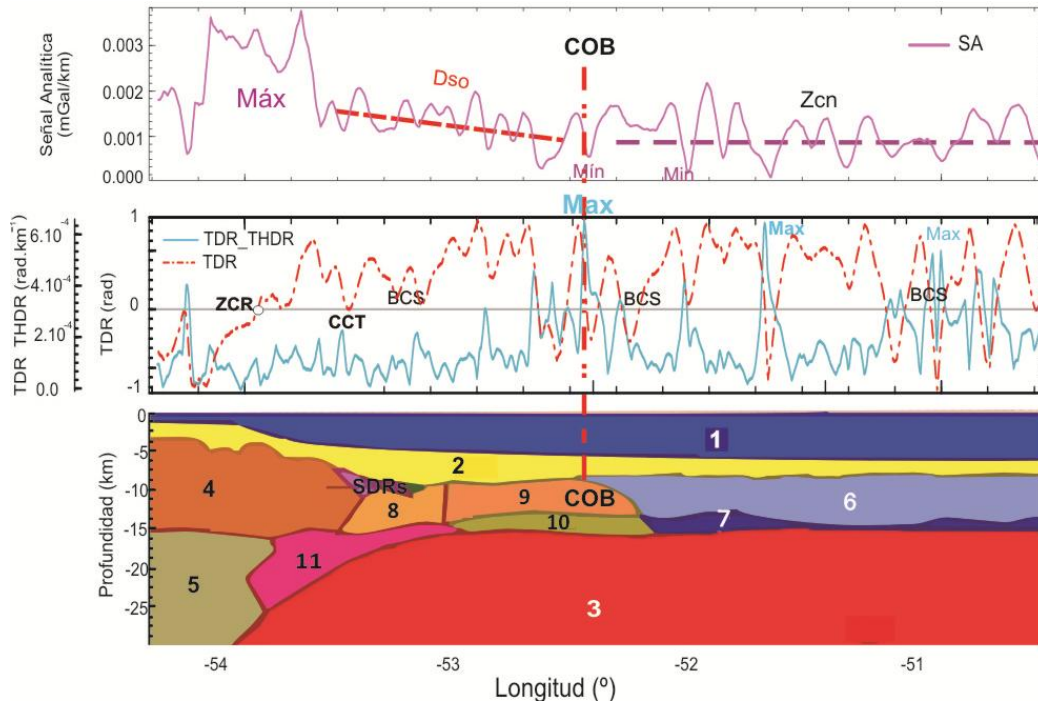 Señal Analítica
(mGal/km)
0.003
0.002
0.001
0.000
Máx
Dso
COB
SA
Zcn
Mín
Min
Max
TDR THDR (rad.km⁻¹)
6.10⁻⁴
4.10⁻⁴
2.10⁻⁴
0.0
TDR (rad)
1
0
-1
TDR_THDR
TDR
ZCR
CCT
BCS
BCS
Max
Max
BCS
Profundidad (km)
0
-5
-10
-15
-20
-25
1
2
4
SDRs
8
9
COB
10
6
7
11
5
3
-54
-53
-52
-51
Longitud (º)